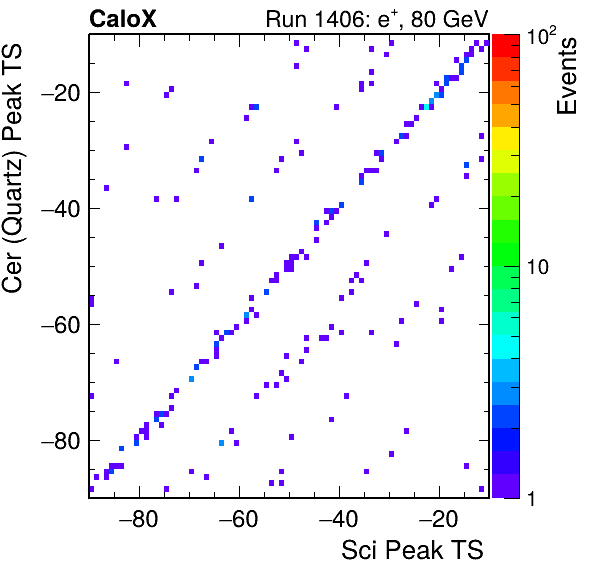 CaloX Run 1406: e⁺, 80 GeV
Cer (Quartz) Peak TS
−20
−40
−60
−80
−80 −60 −40 −20
Sci Peak TS
10²
10
1
Events